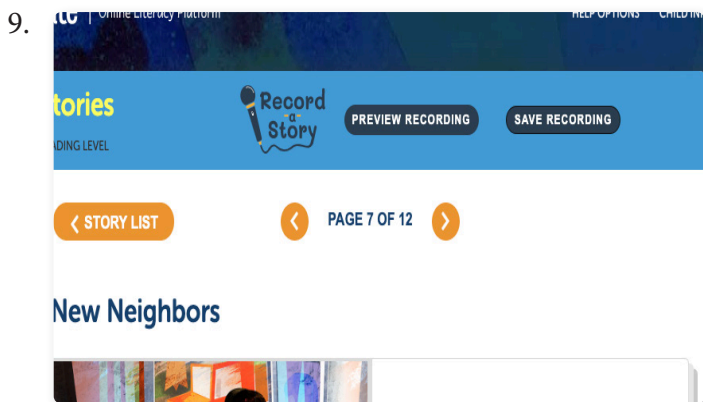 9.
Online Literacy Platform
HELP OPTIONS CHILD
tories
Record
-a-
Story
PREVIEW RECORDING SAVE RECORDING
ADING LEVEL
< STORY LIST < PAGE 7 OF 12 >
New Neighbors